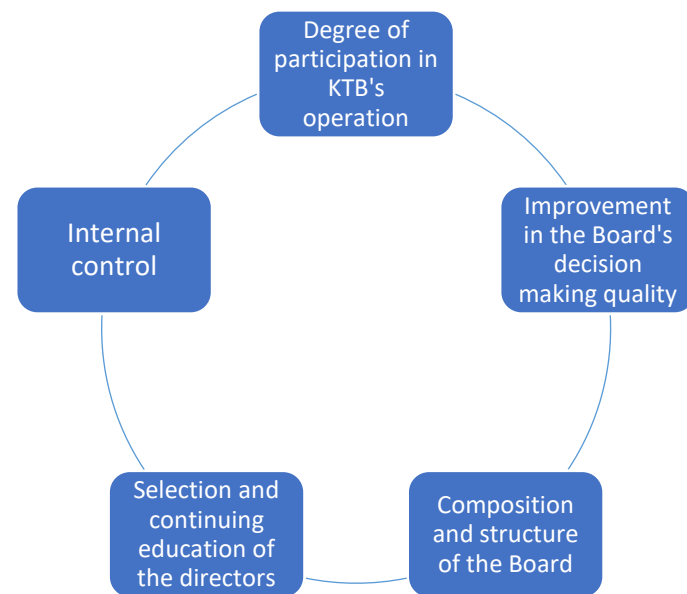 Degree of
participation in
KTB's
operation
Improvement
in the Board's
decision
making quality
Composition
and structure
of the Board
Selection and
continuing
education of
the directors
Internal
control